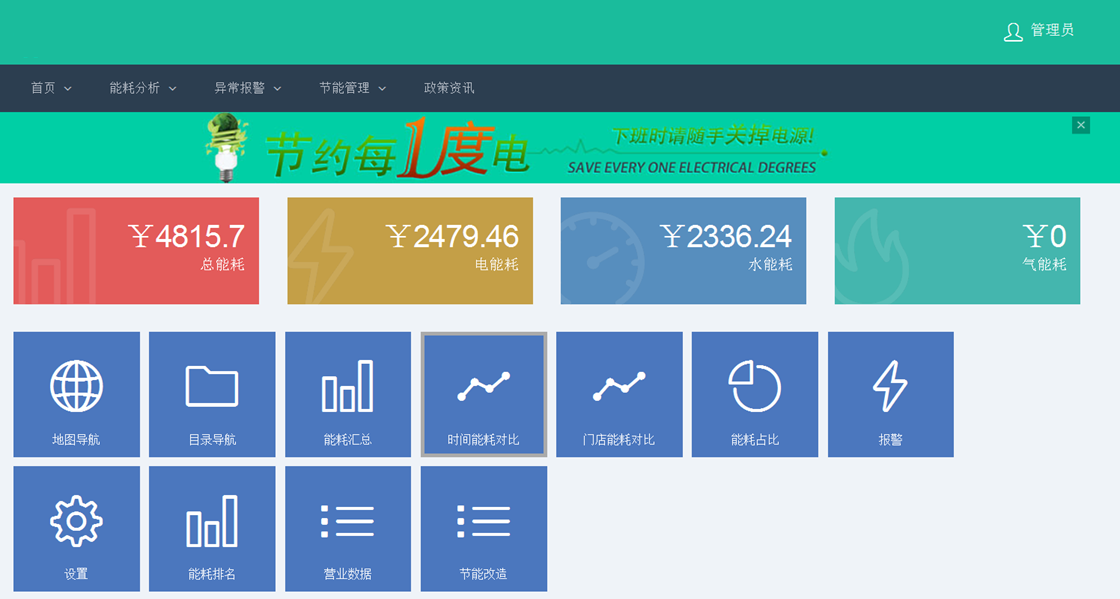 管理员
首页 能耗分析 异常报警 节能管理 政策资讯
节约每1度电
下班时请随手关掉电源!
SAVE EVERY ONE ELECTRICAL DEGREES
¥4815.7 ¥2479.46 ¥2336.24 ¥0
总能耗 电能耗 水能耗 气能耗
地图导航 目录导航 能耗汇总 时间能耗对比 门店能耗对比 能耗占比 报警
设置 能耗排名 营业数据 节能改造